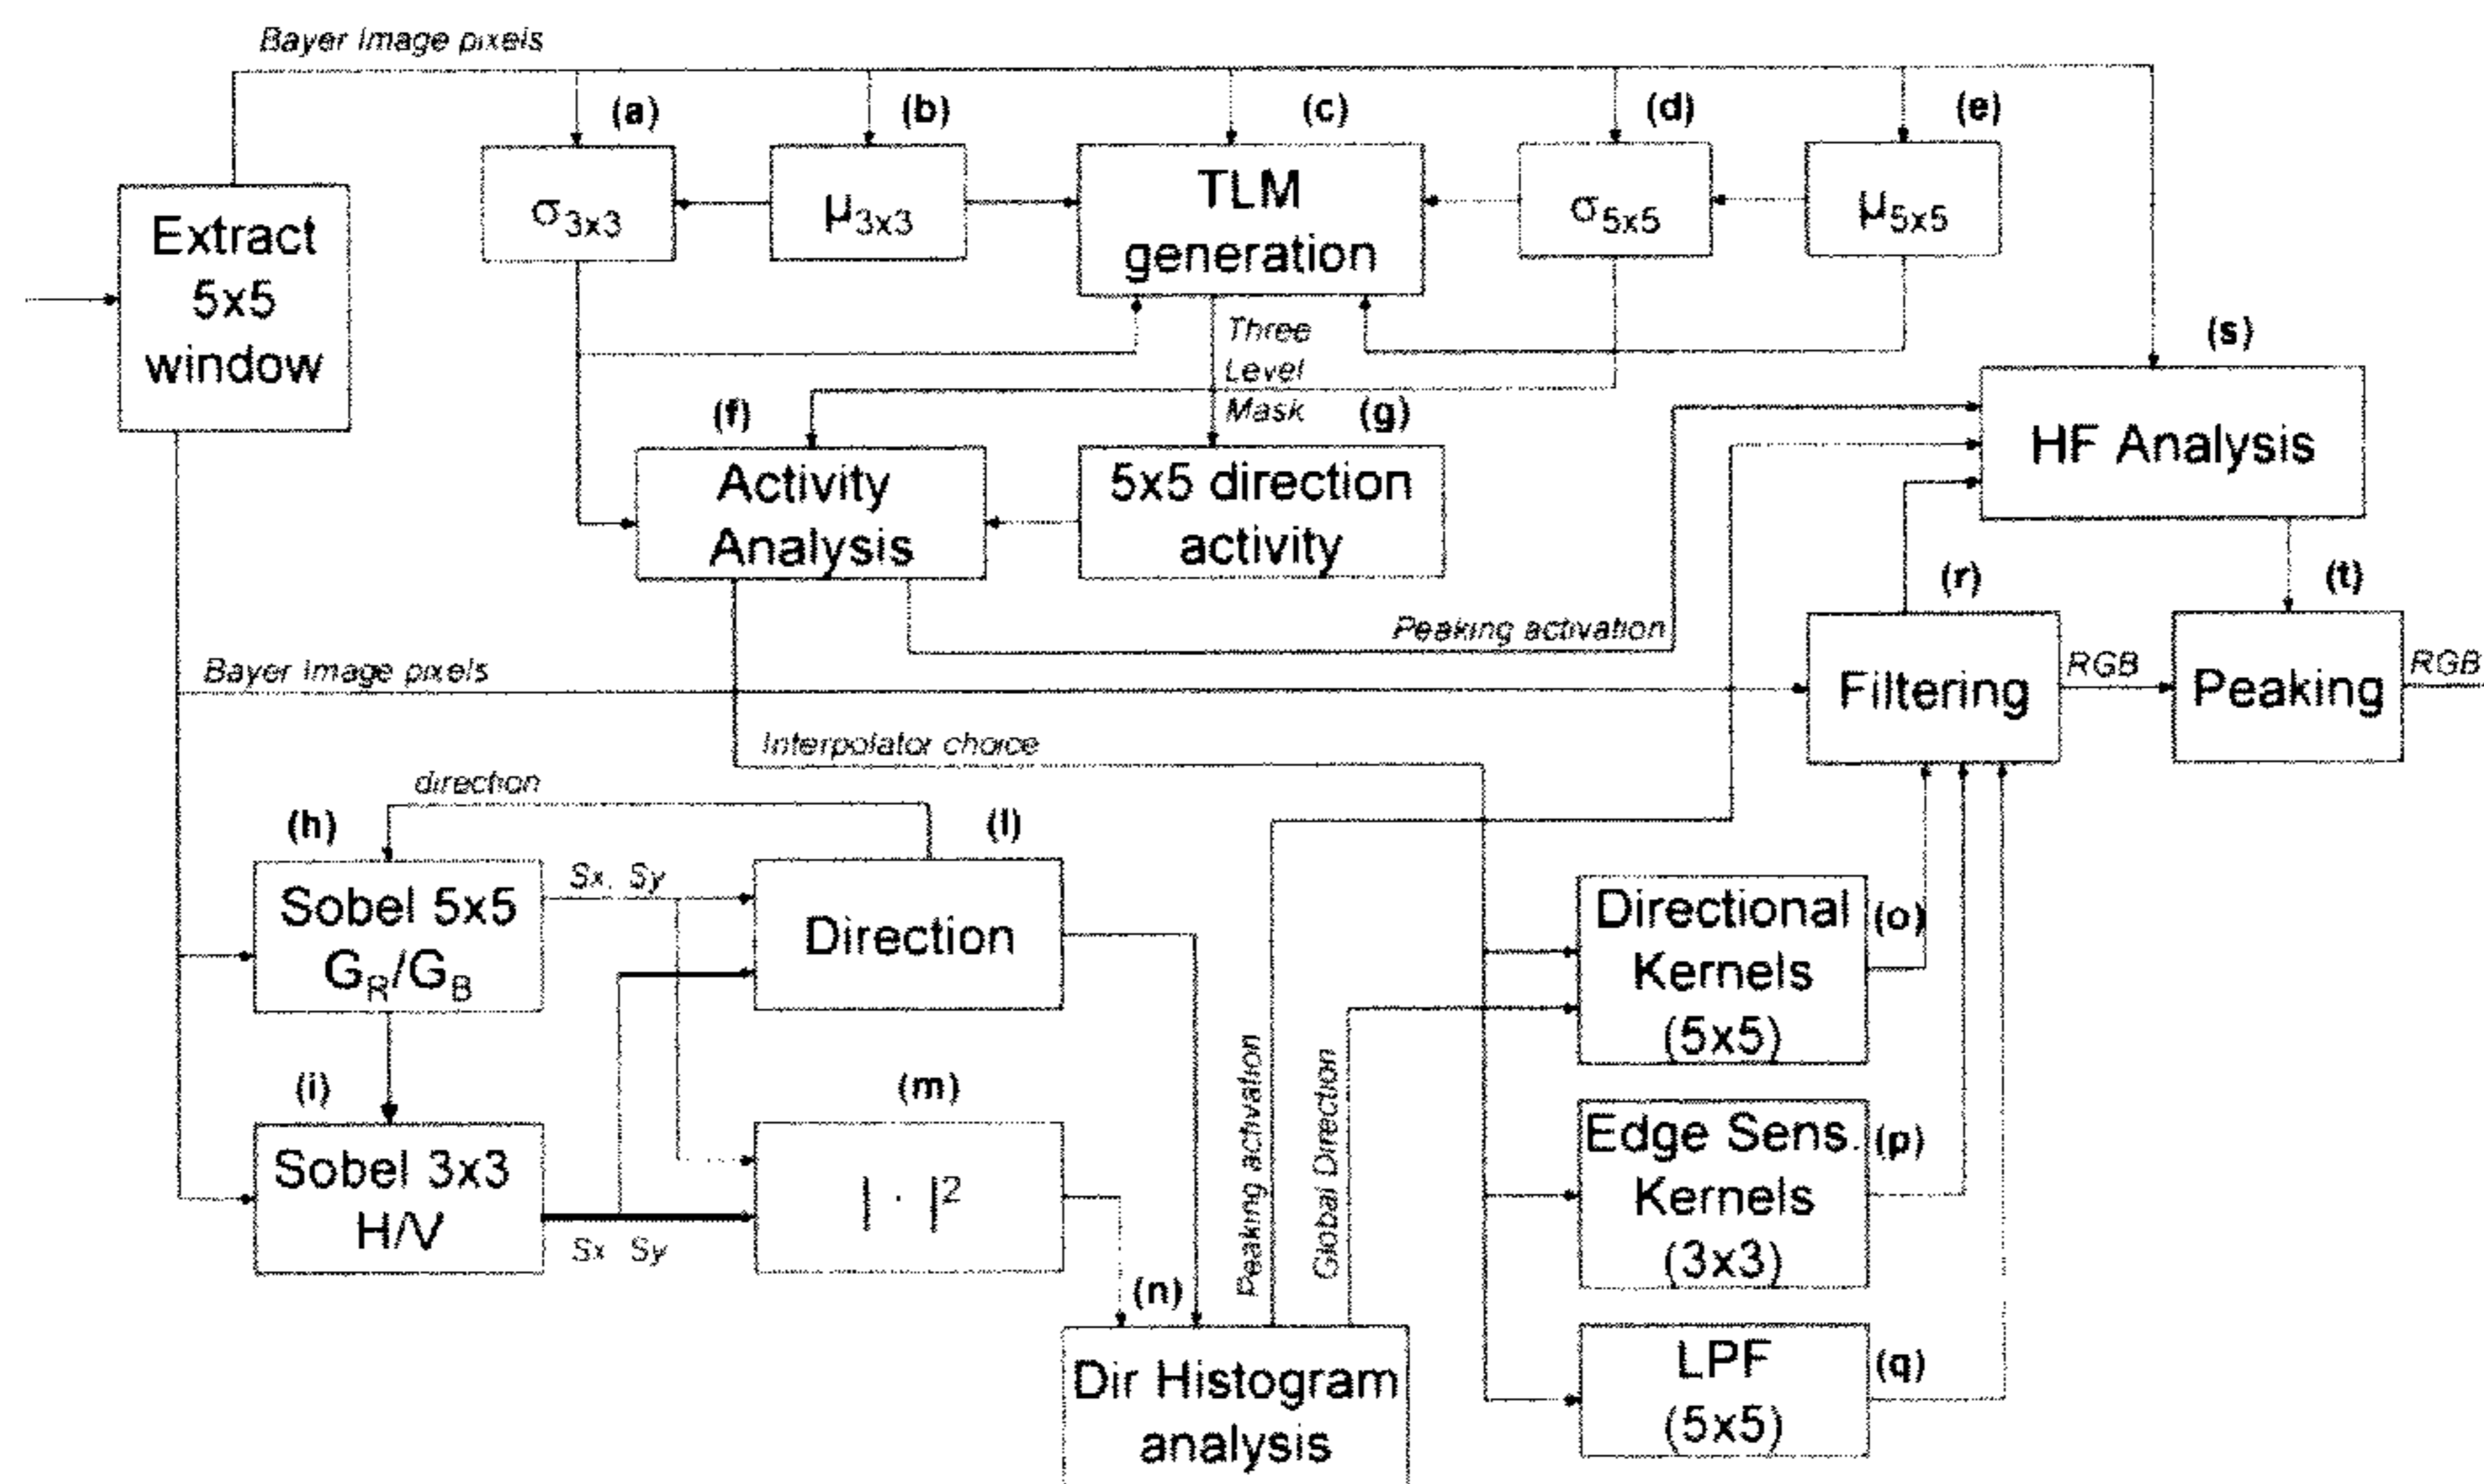 Bayer Image pixels
(a)
(b)
(c)
(d)
(e)
Extract
5x5
window
σ3x3
μ3x3
TLM
generation
σ5x5
μ5x5
Three
Level
Mask
(f)
(g)
(s)
Activity
Analysis
5x5 direction
activity
HF Analysis
Peaking activation
(r)
(t)
Bayer Image pixels
Filtering
RGB
Peaking
RGB
Interpolator choice
direction
(h)
(l)
Sobel 5x5
GR/GB
Sx, Sy
Direction
Directional
Kernels
(5x5)
(o)
(i)
(m)
Sobel 3x3
H/V
Sx Sy
| · |2
Peaking activation
Global Direction
Edge Sens.
Kernels
(3x3)
(p)
(n)
Dir Histogram
analysis
LPF
(5x5)
(q)